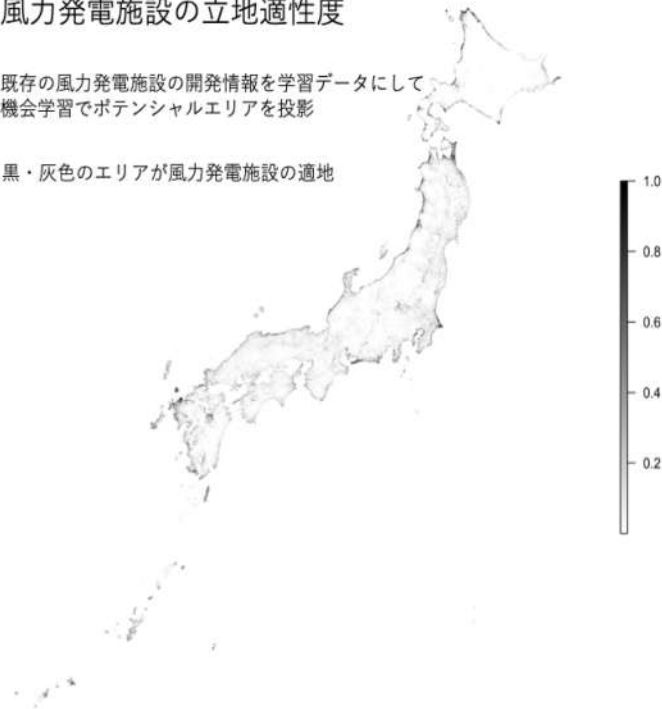 風力発電施設の立地適性度
既存の風力発電施設の開発情報を学習データにして
機会学習でポテンシャルエリアを投影
黒・灰色のエリアが風力発電施設の適地
1.0
0.8
0.6
0.4
0.2